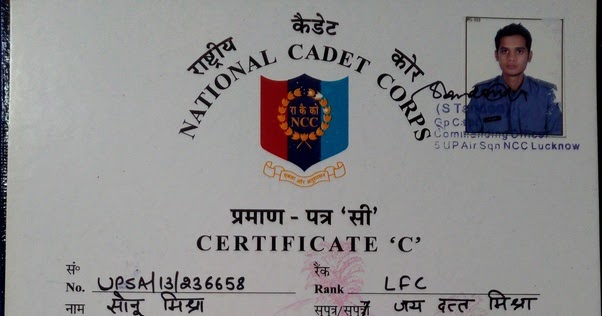 राष्ट्रीय कैडेट कोर
NATIONAL CADET CORPS
रा कै को
NCC
एकता और अनुशासन
Commanding Officer
5 UP Air Sqn NCC Lucknow
प्रमाण - पत्र ‘सी’
CERTIFICATE ‘C’
सं० रैंक
No. UPSA/13/236658 Rank LFC
नाम सोनू मिश्रा सुपुत्र/सुपुत्री जय दत्त मिश्रा